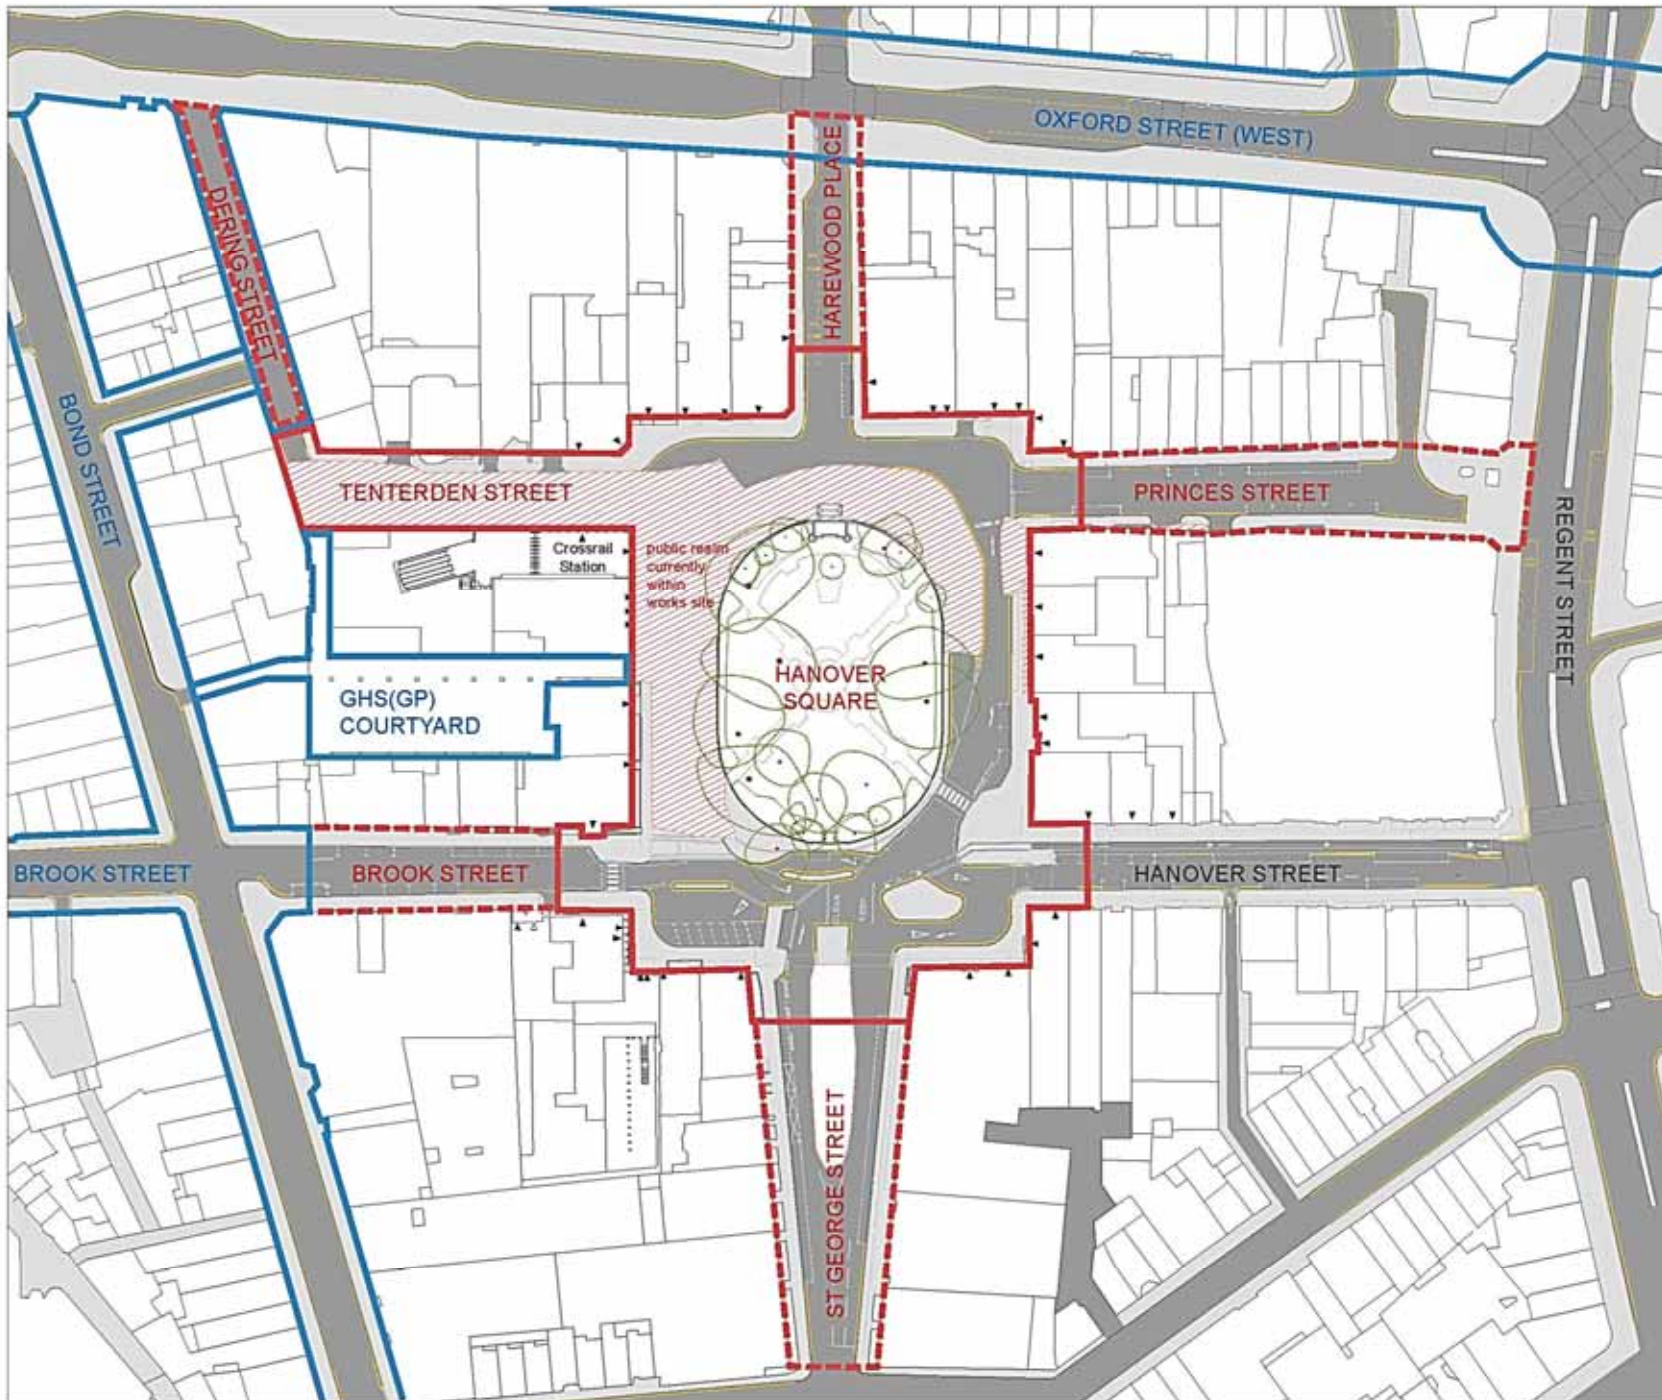 OXFORD STREET (WEST)
HAREWOOD PLACE
DERING STREET
BOND STREET
TENTERDEN STREET
PRINCES STREET
REGENT STREET
Crossrail
Station
public realm
currently
within
works site
HANOVER
SQUARE
GHS(GP)
COURTYARD
BROOK STREET
BROOK STREET
HANOVER STREET
ST GEORGE STREET